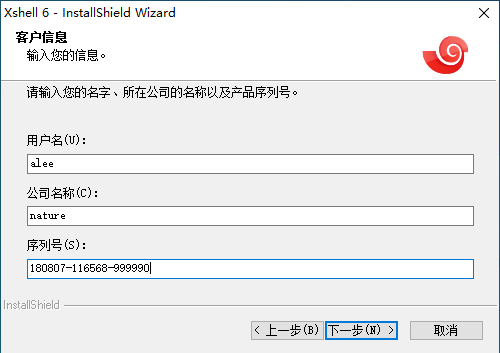 Xshell 6 - InstallShield Wizard
客户信息
输入您的信息。
请输入您的名字、所在公司的名称以及产品序列号。
用户名(U):
alee
公司名称(C):
nature
序列号(S):
180807-116568-999990
InstallShield
< 上一步(B) 下一步(N) > 取消